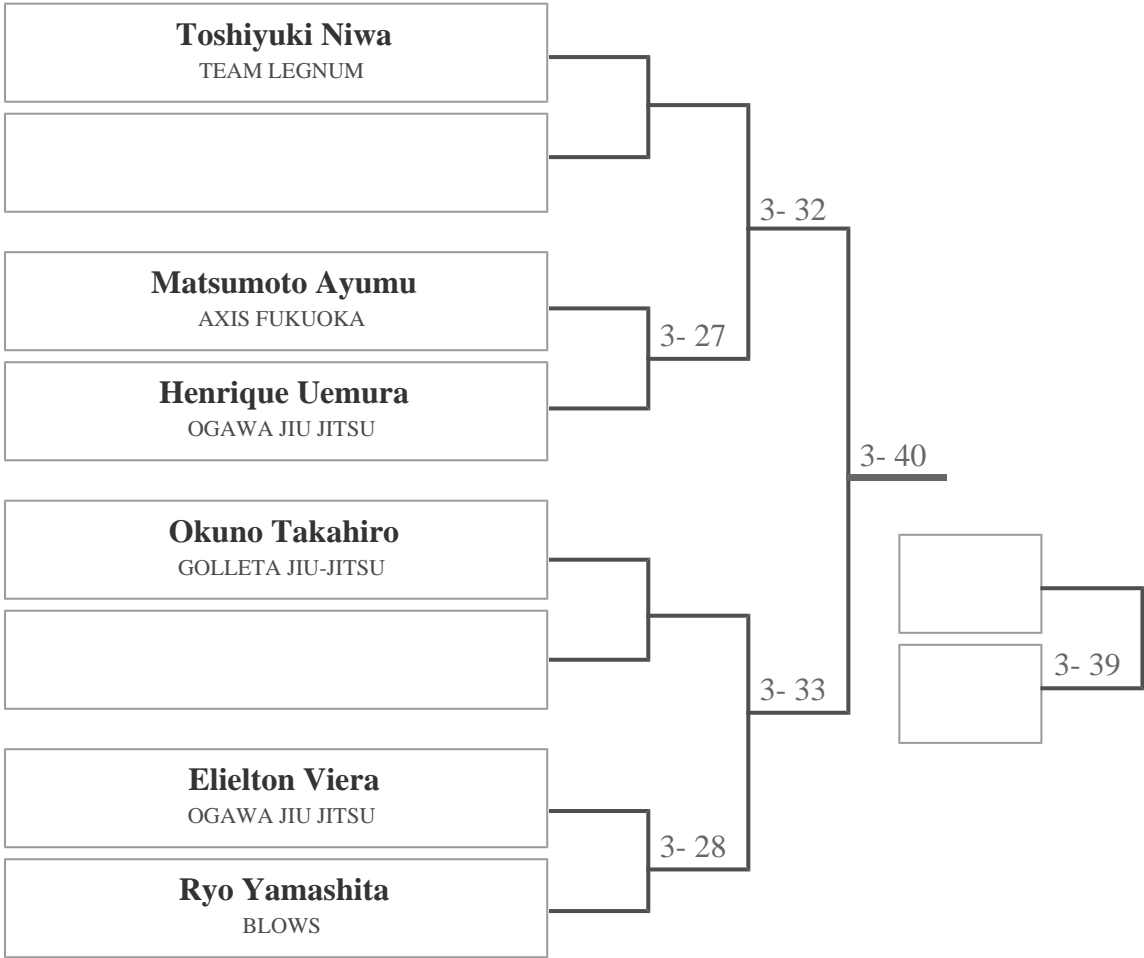 Toshiyuki Niwa
TEAM LEGNUM
3- 32
Matsumoto Ayumu
AXIS FUKUOKA
3- 27
Henrique Uemura
OGAWA JIU JITSU
3- 40
Okuno Takahiro
GOLLETA JIU-JITSU
3- 39
3- 33
Elielton Viera
OGAWA JIU JITSU
3- 28
Ryo Yamashita
BLOWS